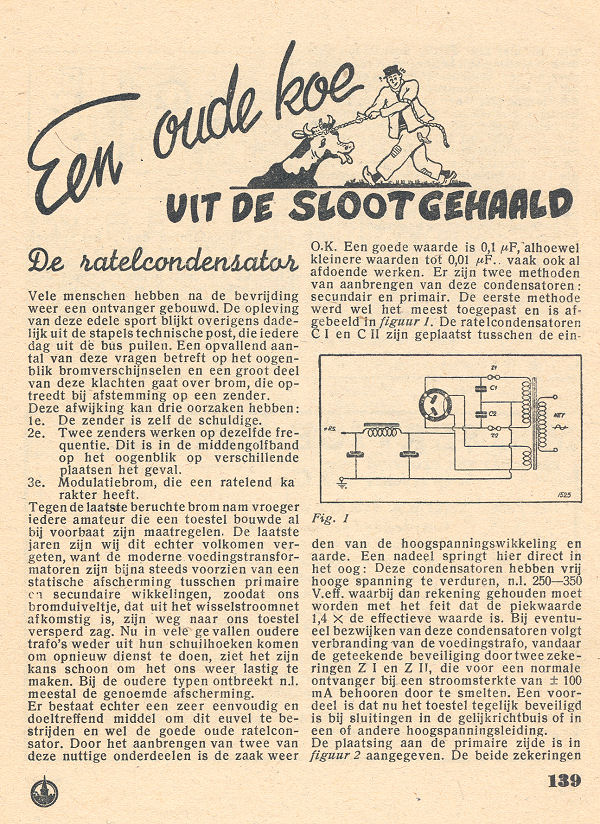 Een oude koe
UIT DE SLOOT GEHAALD
De ratelcondensator
Vele menschen hebben na de bevrijding
weer een ontvanger gebouwd. De opleving
van deze edele sport blijkt overigens dade-
lijk uit de stapels technische post, die iedere
dag uit de bus puilen. Een opvallend aan-
tal van deze vragen betreft op het oogen-
blik bromverschijnselen en een groot deel
van deze klachten gaat over brom, die op-
treedt bij afstemming op een zender.
Deze afwijking kan drie oorzaken hebben:
1e. De zender is zelf de schuldige.
2e. Twee zenders werken op dezelfde fre-
quentie. Dit is in de middengolfband
op het oogenblik op verschillende
plaatsen het geval.
3e. Modulatiebrom, die een ratelend ka
rakter heeft.
Tegen de laatste beruchte brom nam vroeger
iedere amateur die een toestel bouwde al
bij voorbaat zijn maatregelen. De laatste
jaren zijn wij dit echter volkomen ver-
geten, want de moderne voedingstransfor-
matoren zijn bijna steeds voorzien van een
statische afscherming tusschen primaire
en secundaire wikkelingen, zoodat ons
bromduiveltje, dat uit het wisselstroomnet
afkomstig is, zijn weg naar ons toestel
versperd zag. Nu in vele gevallen oudere
trafo's weder uit hun schuilhoeken komen
om opnieuw dienst te doen, ziet het zijn
kans schoon om het ons weer lastig te
maken. Bij de oudere typen ontbreekt n.l.
meestal de genoemde afscherming.
Er bestaat echter een zeer eenvoudig en
doeltreffend middel om dit euvel te be-
strijden en wel de goede oude ratelcon-
sator. Door het aanbrengen van twee van
deze nuttige onderdeelen is de zaak weer
O.K. Een goede waarde is 0,1 µF, alhoewel
kleinere waarden tot 0,01 µF.. vaak ook al
afdoende werken. Er zijn twee methoden
van aanbrengen van deze condensatoren:
secundair en primair. De eerste methode
werd wel het meest toegepast en is af-
gebeeld in figuur 1. De ratelcondensatoren
C I en C II zijn geplaatst tusschen de ein-
Z1
C1
C2
Z2
+RS.
NET
1525
Fig. 1
den van de hoogspanningswikkeling en
aarde. Een nadeel springt hier direct in
het oog: Deze condensatoren hebben vrij
hooge spanning te verduren, n.l. 250—350
V.eff. waarbij dan rekening gehouden moet
worden met het feit dat de piekwaarde
1,4 × de effectieve waarde is. Bij eventu-
eel bezwijken van deze condensatoren volgt
verbranding van de voedingstrafo, vandaar
de geteekende beveiliging door twee zeke-
ringen Z I en Z II, die voor een normale
ontvanger bij een stroomsterkte van ± 100
mA behooren door te smelten. Een voor-
deel is dat nu het toestel tegelijk beveiligd
is bij sluitingen in de gelijkrichtbuis of in
een of andere hoogspanningsleiding.
De plaatsing aan de primaire zijde is in
figuur 2 aangegeven. De beide zekeringen
139